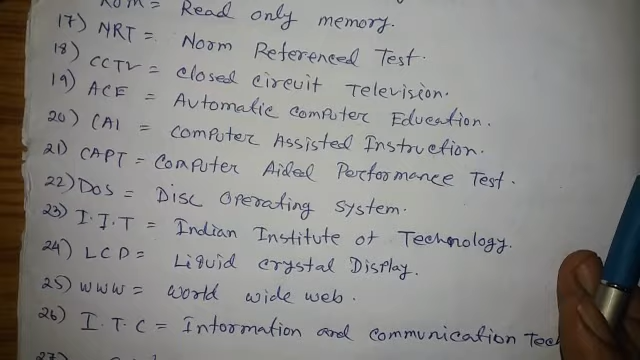 ROM = Read only memory.
17) NRT = Norm Referenced Test.
18) CCTV = closed circuit Television.
19) ACE = Automatic computer Education.
20) CAI = computer Assisted Instruction.
21) CAPT = computer Aided Performance Test.
22) DOS = Disc operating system.
23) I.I.T = Indian Institute of Technology.
24) LCD = Liquid crystal Display.
25) WWW = World wide web.
26) I.T.C = Information and communication Tech
27)